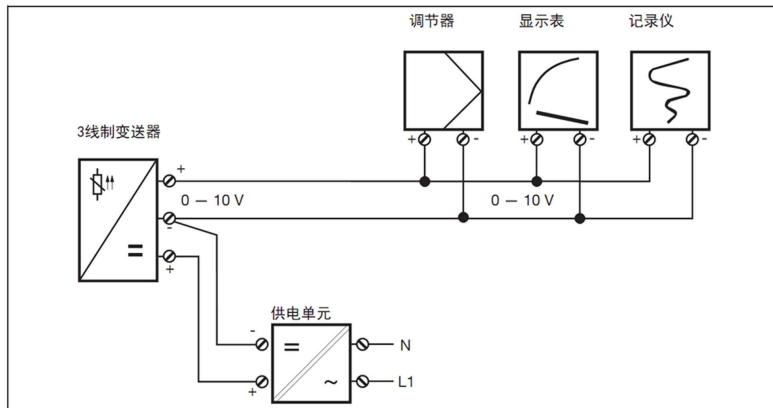 调节器 显示表 记录仪
+ - + - + -
3线制变送器
+
0 — 10 V 0 — 10 V
-
+
供电单元
- N
+ L1